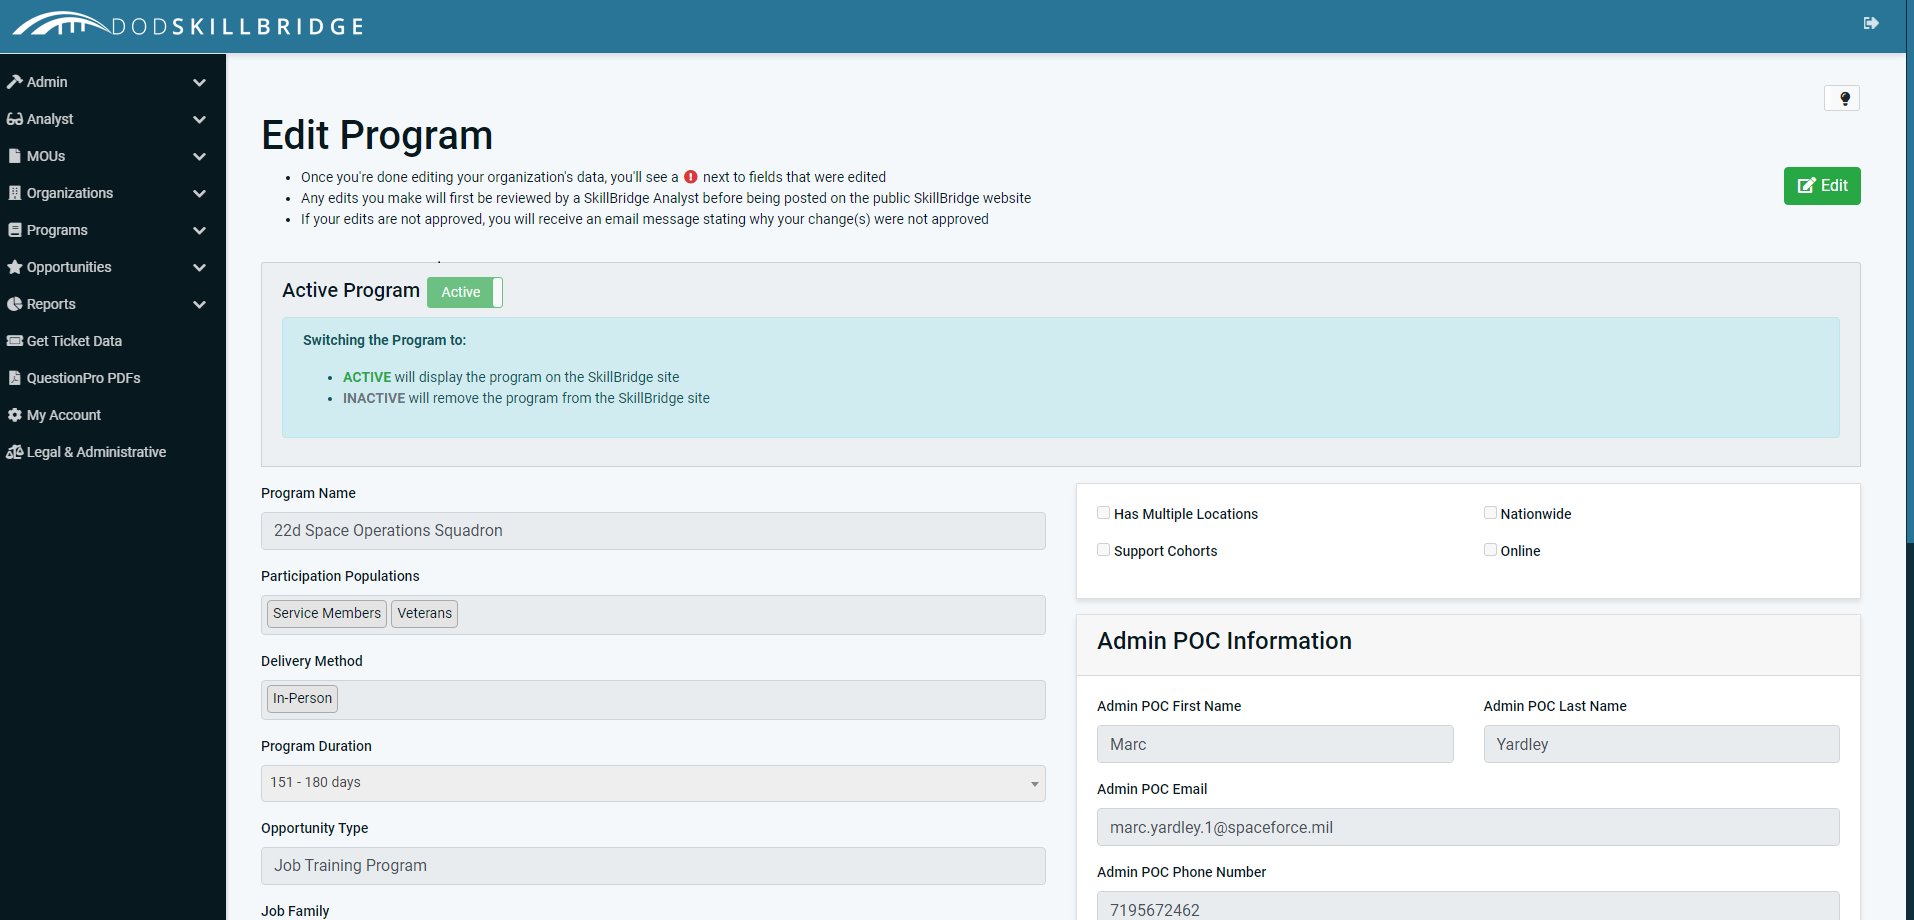 DODSKILLBRIDGE
Admin
Analyst
MOUs
Organizations
Programs
Opportunities
Reports
Get Ticket Data
QuestionPro PDFs
My Account
Legal & Administrative
Edit Program
Once you're done editing your organization's data, you'll see a ! next to fields that were edited
Any edits you make will first be reviewed by a SkillBridge Analyst before being posted on the public SkillBridge website
If your edits are not approved, you will receive an email message stating why your change(s) were not approved
Edit
Active Program Active
Switching the Program to:
ACTIVE will display the program on the SkillBridge site
INACTIVE will remove the program from the SkillBridge site
Program Name
22d Space Operations Squadron
Participation Populations
Service Members Veterans
Delivery Method
In-Person
Program Duration
151 - 180 days
Opportunity Type
Job Training Program
Job Family
Has Multiple Locations
Nationwide
Support Cohorts
Online
Admin POC Information
Admin POC First Name
Marc
Admin POC Last Name
Yardley
Admin POC Email
marc.yardley.1@spaceforce.mil
Admin POC Phone Number
7195672462